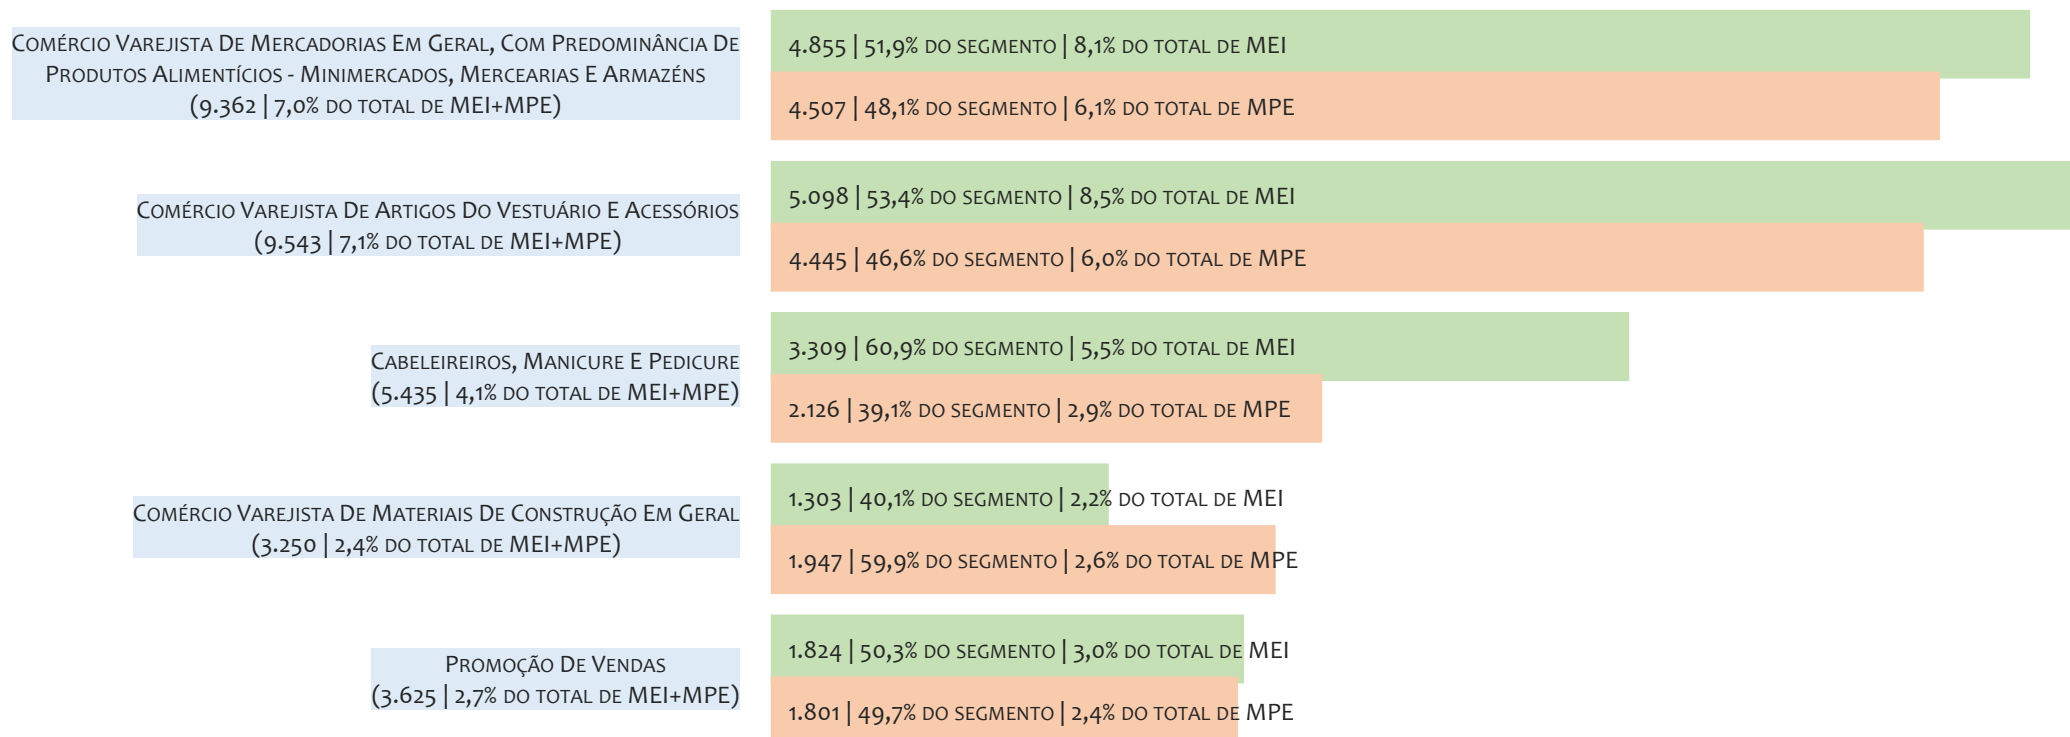 Comércio Varejista De Mercadorias Em Geral, Com Predominância De
Produtos Alimentícios - Minimercados, Mercearias E Armazéns
(9.362 | 7,0% do total de MEI+MPE)
4.855 | 51,9% do segmento | 8,1% do total de MEI
4.507 | 48,1% do segmento | 6,1% do total de MPE
Comércio Varejista De Artigos Do Vestuário E Acessórios
(9.543 | 7,1% do total de MEI+MPE)
5.098 | 53,4% do segmento | 8,5% do total de MEI
4.445 | 46,6% do segmento | 6,0% do total de MPE
Cabeleireiros, Manicure E Pedicure
(5.435 | 4,1% do total de MEI+MPE)
3.309 | 60,9% do segmento | 5,5% do total de MEI
2.126 | 39,1% do segmento | 2,9% do total de MPE
Comércio Varejista De Materiais De Construção Em Geral
(3.250 | 2,4% do total de MEI+MPE)
1.303 | 40,1% do segmento | 2,2% do total de MEI
1.947 | 59,9% do segmento | 2,6% do total de MPE
Promoção De Vendas
(3.625 | 2,7% do total de MEI+MPE)
1.824 | 50,3% do segmento | 3,0% do total de MEI
1.801 | 49,7% do segmento | 2,4% do total de MPE